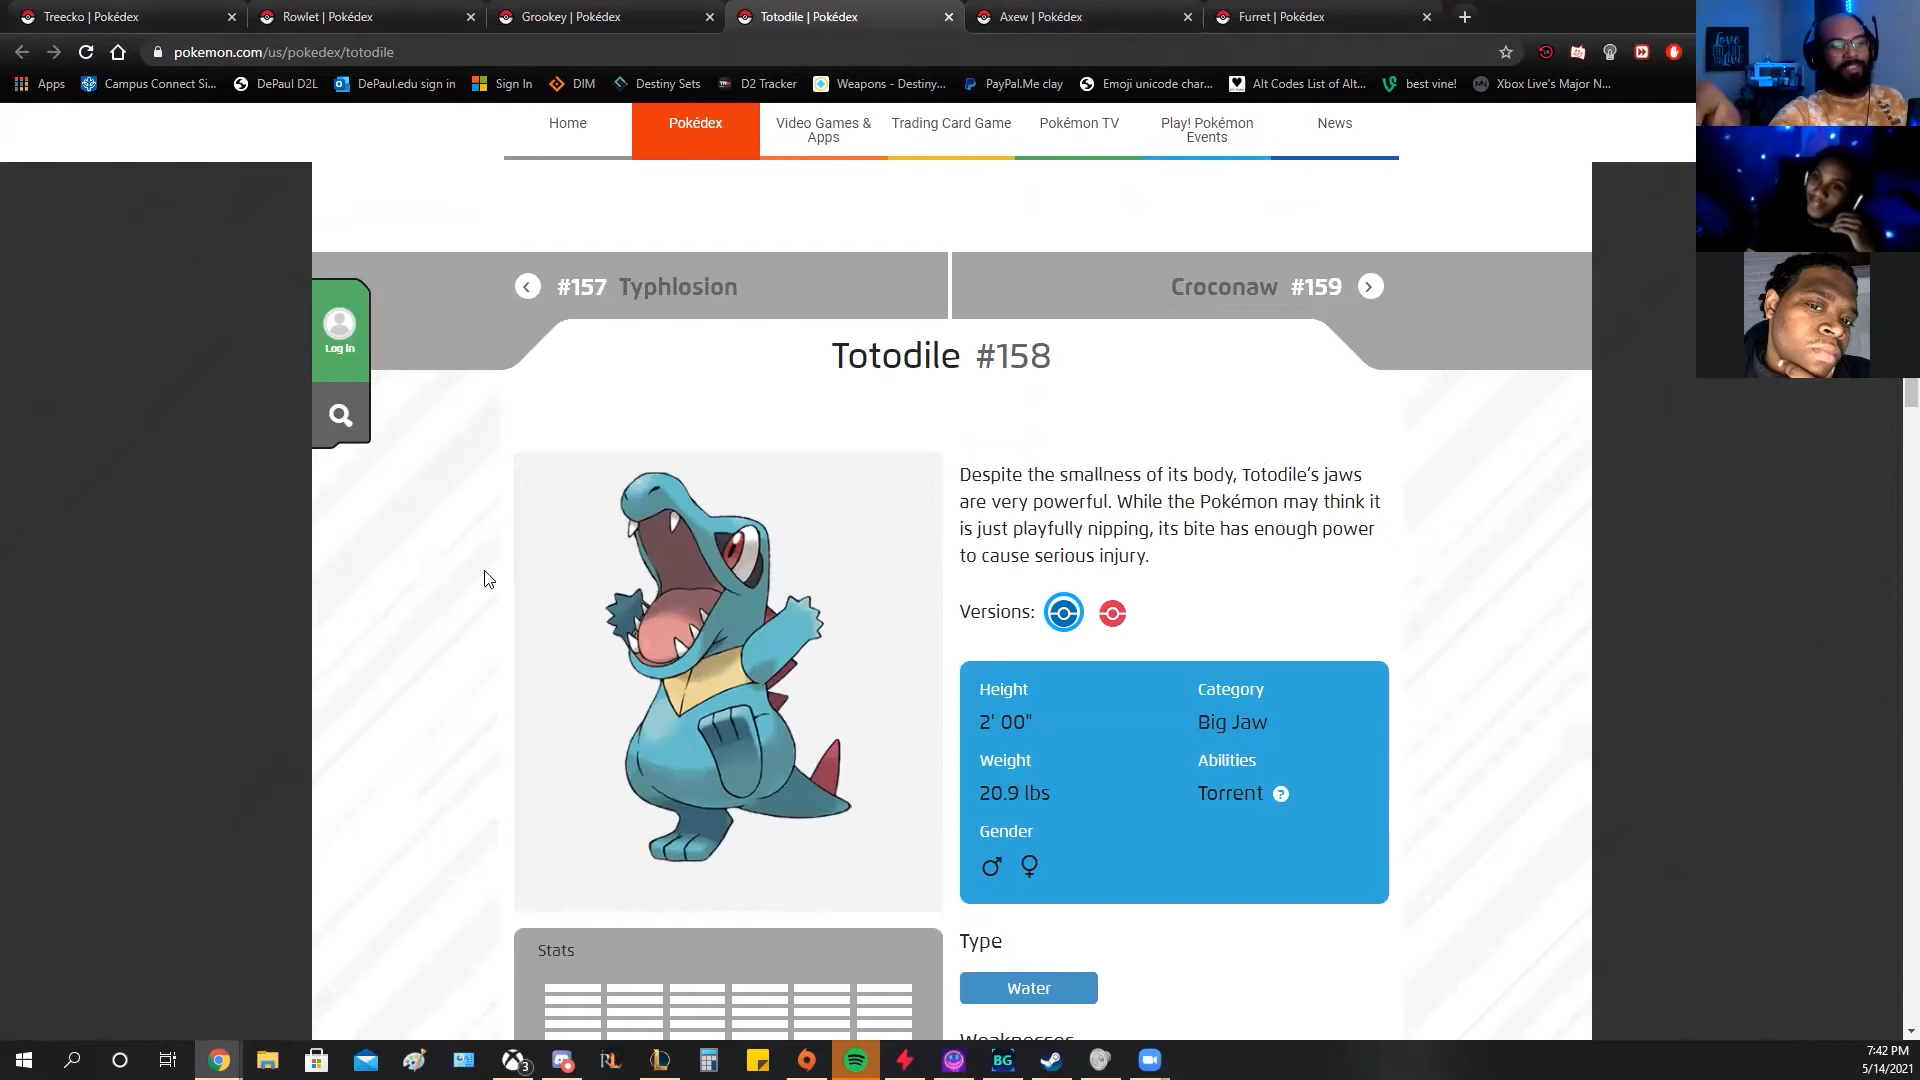 Treecko | Pokédex
Rowlet | Pokédex
Grookey | Pokédex
Totodile | Pokédex
Axew | Pokédex
Furret | Pokédex
pokemon.com/us/pokedex/totodile
Apps
Campus Connect Si...
DePaul D2L
DePaul.edu sign in
Sign In
DIM
Destiny Sets
D2 Tracker
Weapons - Destiny...
PayPal.Me clay
Emoji unicode char...
Alt Codes List of Alt...
best vine!
Xbox Live's Major N...
Home
Pokédex
Video Games &
Apps
Trading Card Game
Pokémon TV
Play! Pokémon
Events
News
#157 Typhlosion
Croconaw #159
Log In
Totodile #158
Despite the smallness of its body, Totodile's jaws
are very powerful. While the Pokémon may think it
is just playfully nipping, its bite has enough power
to cause serious injury.
Versions:
Height
2' 00"
Category
Big Jaw
Weight
20.9 lbs
Abilities
Torrent ?
Gender
Type
Water
Stats
3
RL
L
BG
7:42 PM
5/14/2021